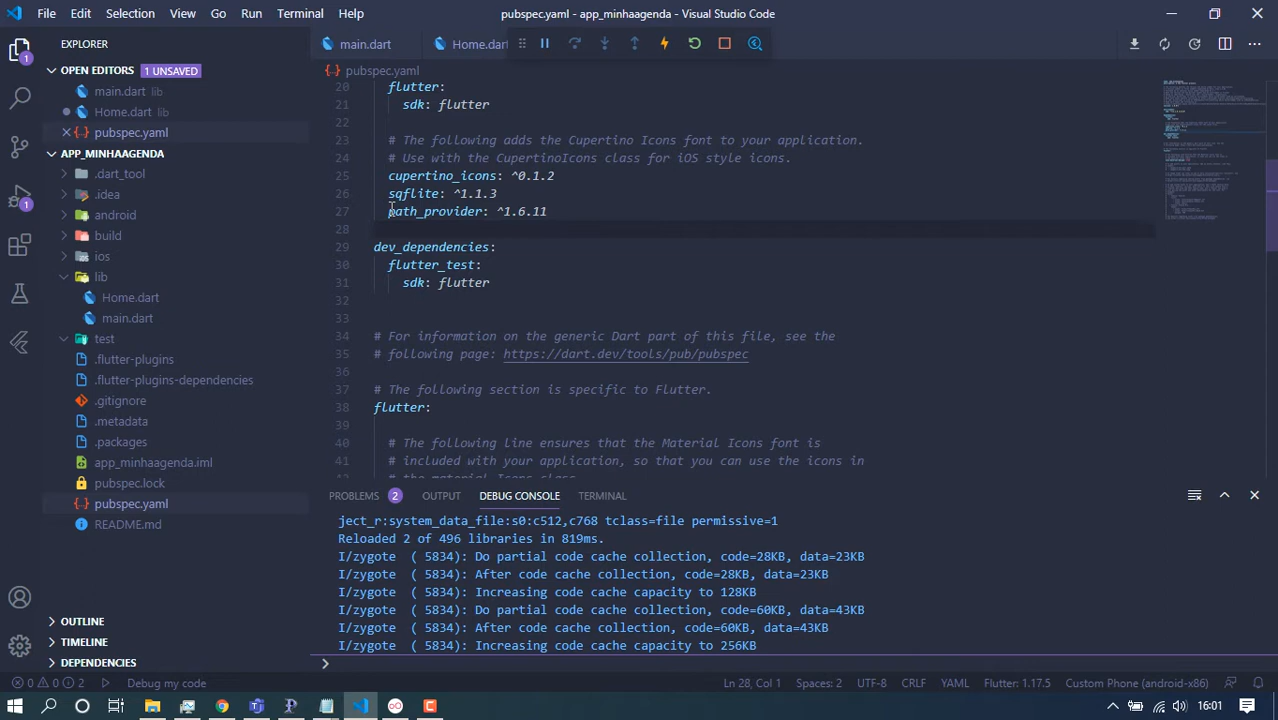 File Edit Selection View Go Run Terminal Help
pubspec.yaml - app_minhaagenda - Visual Studio Code
EXPLORER
OPEN EDITORS 1 UNSAVED
main.dart lib
Home.dart lib
pubspec.yaml
APP_MINHAAGENDA
.dart_tool
.idea
android
build
ios
lib
Home.dart
main.dart
test
.flutter-plugins
.flutter-plugins-dependencies
.gitignore
.metadata
.packages
app_minhaagenda.iml
pubspec.lock
pubspec.yaml
README.md
OUTLINE
TIMELINE
DEPENDENCIES
1
1
main.dart
Home.dart
pubspec.yaml
20 flutter:
21 sdk: flutter
22
23 # The following adds the Cupertino Icons font to your application.
24 # Use with the CupertinoIcons class for iOS style icons.
25 cupertino_icons: ^0.1.2
26 sqflite: ^1.1.3
27 path_provider: ^1.6.11
28
29 dev_dependencies:
30 flutter_test:
31 sdk: flutter
32
33
34 # For information on the generic Dart part of this file, see the
35 # following page: https://dart.dev/tools/pub/pubspec
36
37 # The following section is specific to Flutter.
38 flutter:
39
40 # The following line ensures that the Material Icons font is
41 # included with your application, so that you can use the icons in
42 # the material Icons class.
PROBLEMS 2 OUTPUT DEBUG CONSOLE TERMINAL
ject_r:system_data_file:s0:c512,c768 tclass=file permissive=1
Reloaded 2 of 496 libraries in 819ms.
I/zygote ( 5834): Do partial code cache collection, code=28KB, data=23KB
I/zygote ( 5834): After code cache collection, code=28KB, data=23KB
I/zygote ( 5834): Increasing code cache capacity to 128KB
I/zygote ( 5834): Do partial code cache collection, code=60KB, data=43KB
I/zygote ( 5834): After code cache collection, code=60KB, data=43KB
I/zygote ( 5834): Increasing code cache capacity to 256KB
0 0 2 Debug my code
Ln 28, Col 1 Spaces: 2 UTF-8 CRLF YAML Flutter: 1.17.5 Custom Phone (android-x86)
16:01